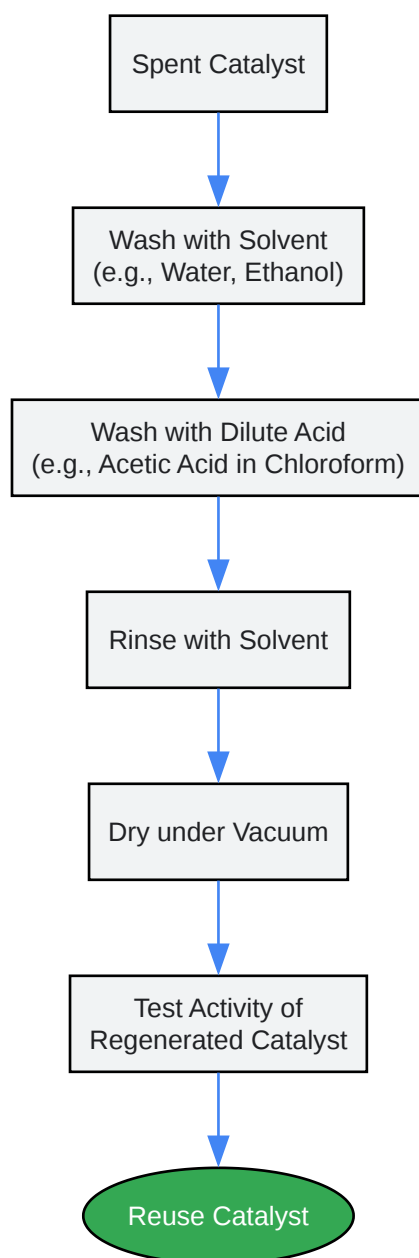 Spent Catalyst
Wash with Solvent
(e.g., Water, Ethanol)
Wash with Dilute Acid
(e.g., Acetic Acid in Chloroform)
Rinse with Solvent
Dry under Vacuum
Test Activity of
Regenerated Catalyst
Reuse Catalyst